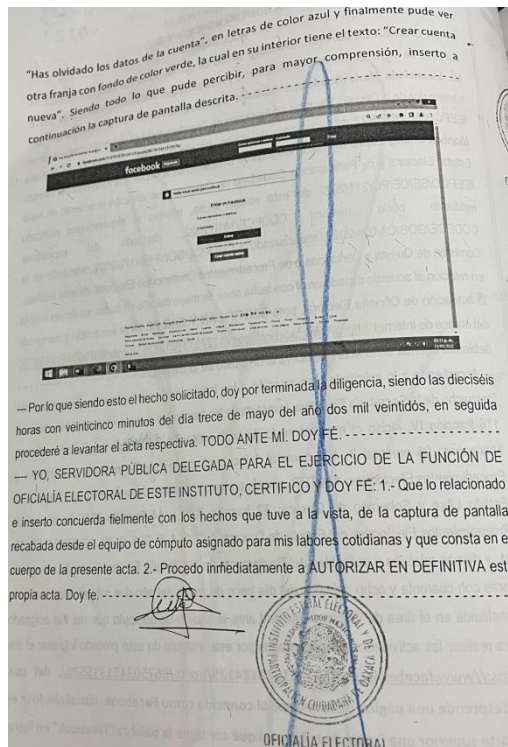 "Has olvidado los datos de la cuenta", en letras de color azul y finalmente pude ver
otra franja con fondo de color verde, la cual en su interior tiene el texto: "Crear cuenta
nueva". Siendo todo lo que pude percibir, para mayor comprensión, inserto a
continuación la captura de pantalla descrita. - - - - - - - - - - - - - - - - - - - -
facebook
Entrar en Facebook
Entrar
Crear cuenta nueva
--- Por lo que siendo esto el hecho solicitado, doy por terminada la diligencia, siendo las dieciséis
horas con veinticinco minutos del día trece de mayo del año dos mil veintidós, en seguida
procederé a levantar el acta respectiva. TODO ANTE MÍ. DOY FÉ. - - - - - - - - - - - - - - - -
---- YO, SERVIDORA PÚBLICA DELEGADA PARA EL EJERCICIO DE LA FUNCIÓN DE
OFICIALÍA ELECTORAL DE ESTE INSTITUTO, CERTIFICO Y DOY FÉ: 1.- Que lo relacionado
e inserto concuerda fielmente con los hechos que tuve a la vista, de la captura de pantalla
recabada desde el equipo de cómputo asignado para mis labores cotidianas y que consta en e
cuerpo de la presente acta. 2.- Procedo inmediatamente a AUTORIZAR EN DEFINITIVA est
propia acta. Doy fe. - - -
INSTITUTO ESTATAL ELECTORAL Y DE
PARTICIPACIÓN CIUDADANA DE OAXACA
ESTADOS UNIDOS MEXICANOS
OFICIALÍA ELECTORAL